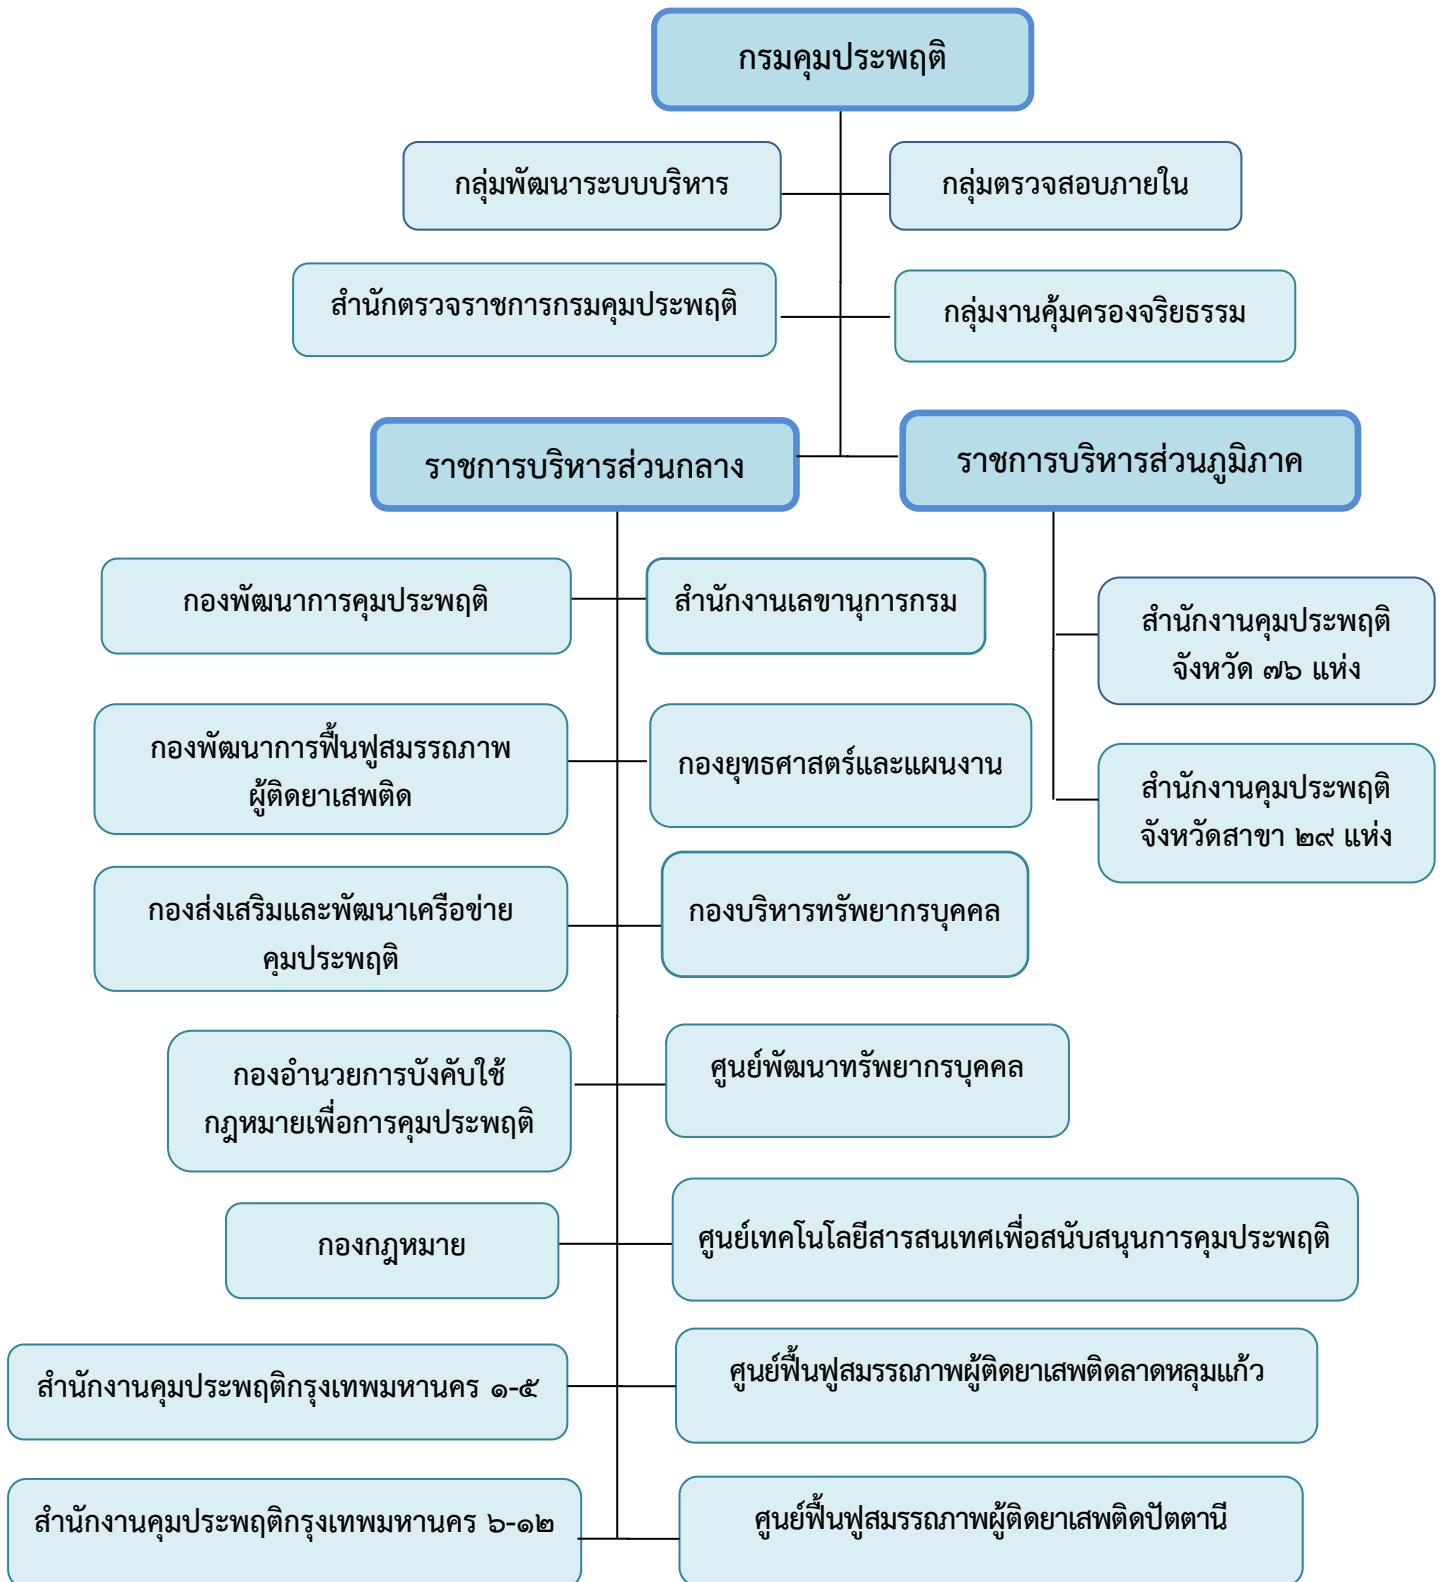 กรมคุมประพฤติ
กลุ่มพัฒนาระบบบริหาร
กลุ่มตรวจสอบภายใน
สำนักตรวจราชการกรมคุมประพฤติ
กลุ่มงานคุ้มครองจริยธรรม
ราชการบริหารส่วนกลาง
ราชการบริหารส่วนภูมิภาค
กองพัฒนาการคุมประพฤติ
สำนักงานเลขานุการกรม
สำนักงานคุมประพฤติ
จังหวัด ๗๖ แห่ง
กองพัฒนาการฟื้นฟูสมรรถภาพ
ผู้ติดยาเสพติด
กองยุทธศาสตร์และแผนงาน
สำนักงานคุมประพฤติ
จังหวัดสาขา ๒๙ แห่ง
กองส่งเสริมและพัฒนาเครือข่าย
คุมประพฤติ
กองบริหารทรัพยากรบุคคล
กองอำนวยการบังคับใช้
กฎหมายเพื่อการคุมประพฤติ
ศูนย์พัฒนาทรัพยากรบุคคล
กองกฎหมาย
ศูนย์เทคโนโลยีสารสนเทศเพื่อสนับสนุนการคุมประพฤติ
สำนักงานคุมประพฤติกรุงเทพมหานคร ๑-๕
ศูนย์ฟื้นฟูสมรรถภาพผู้ติดยาเสพติดลาดหลุมแก้ว
สำนักงานคุมประพฤติกรุงเทพมหานคร ๖-๑๒
ศูนย์ฟื้นฟูสมรรถภาพผู้ติดยาเสพติดปัตตานี